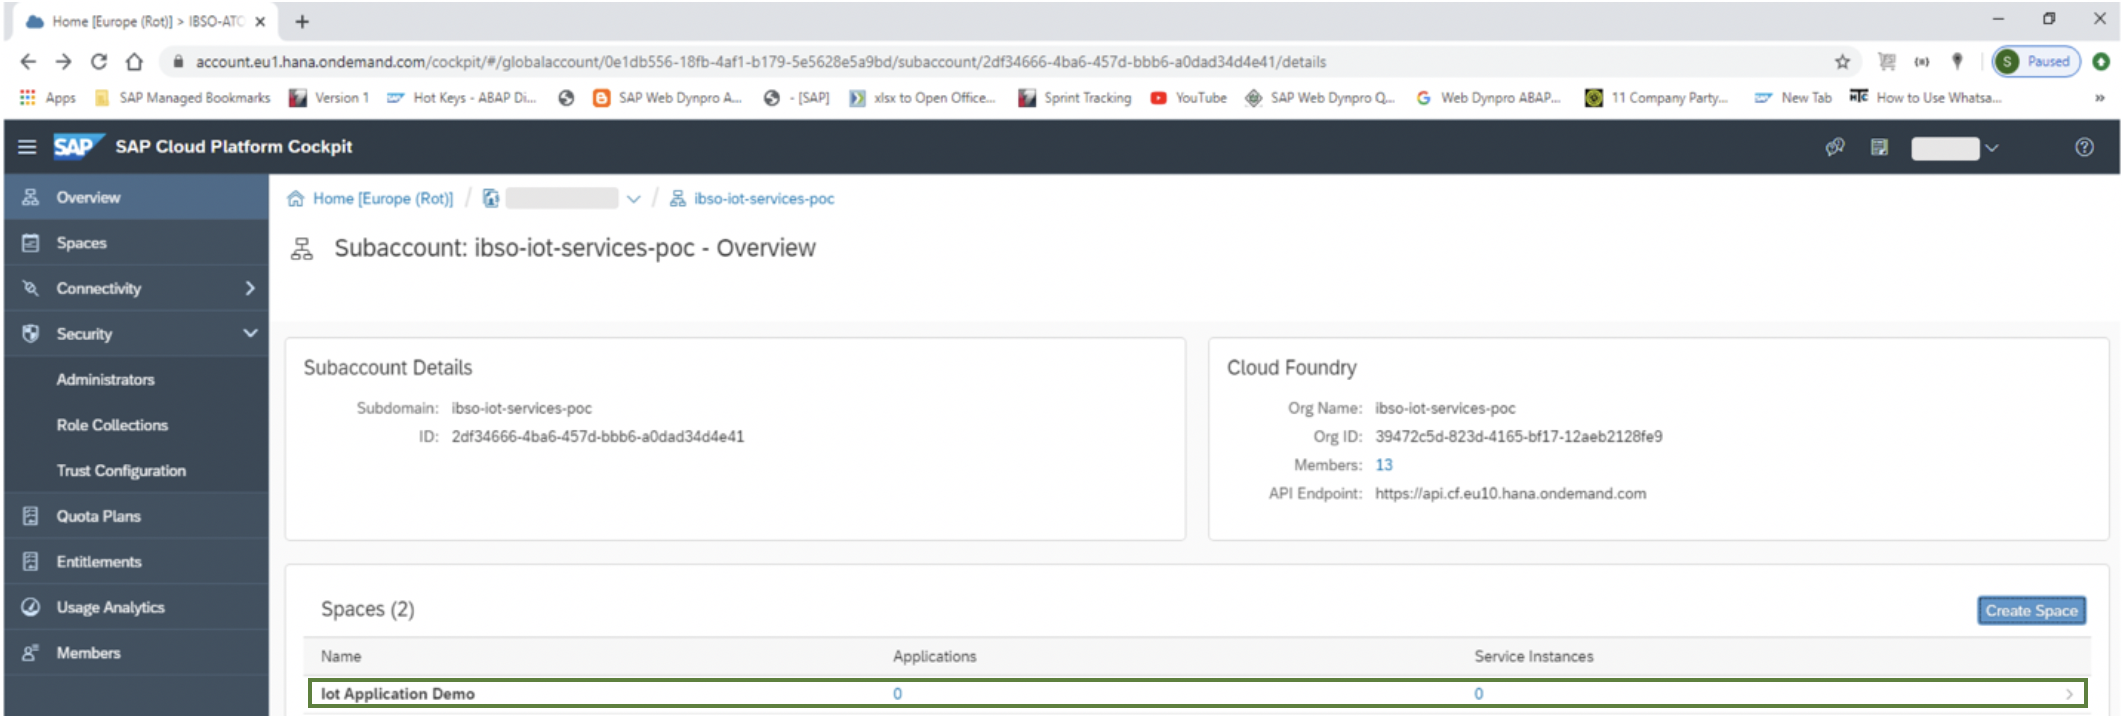 Home [Europe (Rot)] > IBSO-ATC
account.eu1.hana.ondemand.com/cockpit/#/globalaccount/0e1db556-18fb-4af1-b179-5e5628e5a9bd/subaccount/2df34666-4ba6-457d-bbb6-a0dad34d4e41/details
S Paused
Apps SAP Managed Bookmarks Version 1 Hot Keys - ABAP Di... SAP Web Dynpro A... - [SAP] xlsx to Open Office... Sprint Tracking YouTube SAP Web Dynpro Q... Web Dynpro ABAP... 11 Company Party... New Tab How to Use Whatsa... »
SAP SAP Cloud Platform Cockpit
Overview
Spaces
Connectivity
Security
Administrators
Role Collections
Trust Configuration
Quota Plans
Entitlements
Usage Analytics
Members
Home [Europe (Rot)] / / ibso-iot-services-poc
Subaccount: ibso-iot-services-poc - Overview
Subaccount Details
Subdomain: ibso-iot-services-poc
ID: 2df34666-4ba6-457d-bbb6-a0dad34d4e41
Cloud Foundry
Org Name: ibso-iot-services-poc
Org ID: 39472c5d-823d-4165-bf17-12aeb2128fe9
Members: 13
API Endpoint: https://api.cf.eu10.hana.ondemand.com
Spaces (2)
Create Space
Name Applications Service Instances
Iot Application Demo 0 0